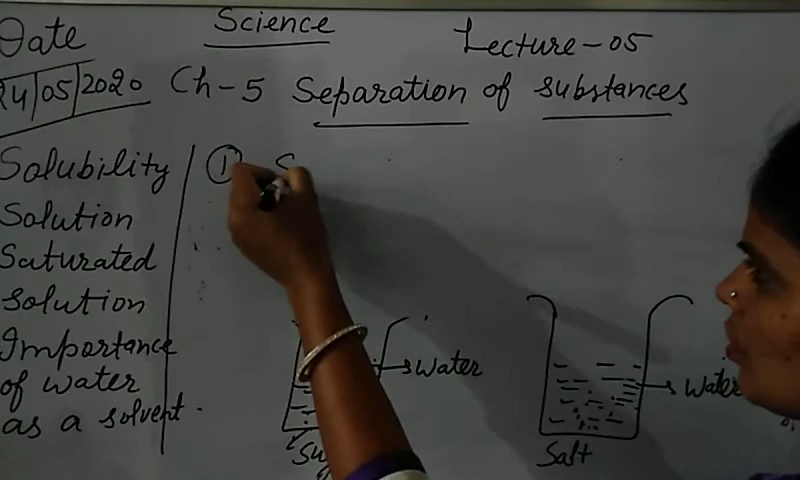 Science
Date
Lecture-05
24/05/2020
Ch-5 Separation of substances
Solubility
Solution
Saturated
solution
Importance
of water
as a solvent.
① S
Water
Water
Salt